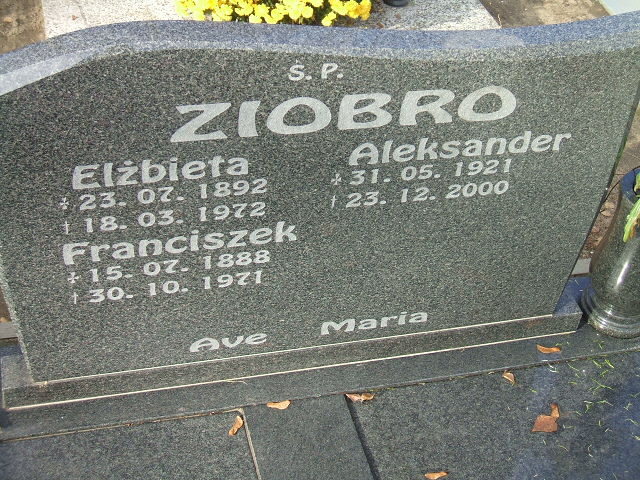 S. P.
ZIOBRO
Elżbieta
* 23. 07. 1892
† 18. 03. 1972
Franciszek
* 15. 07. 1888
† 30. 10. 1971
Aleksander
* 31. 05. 1921
† 23. 12. 2000
Ave Maria